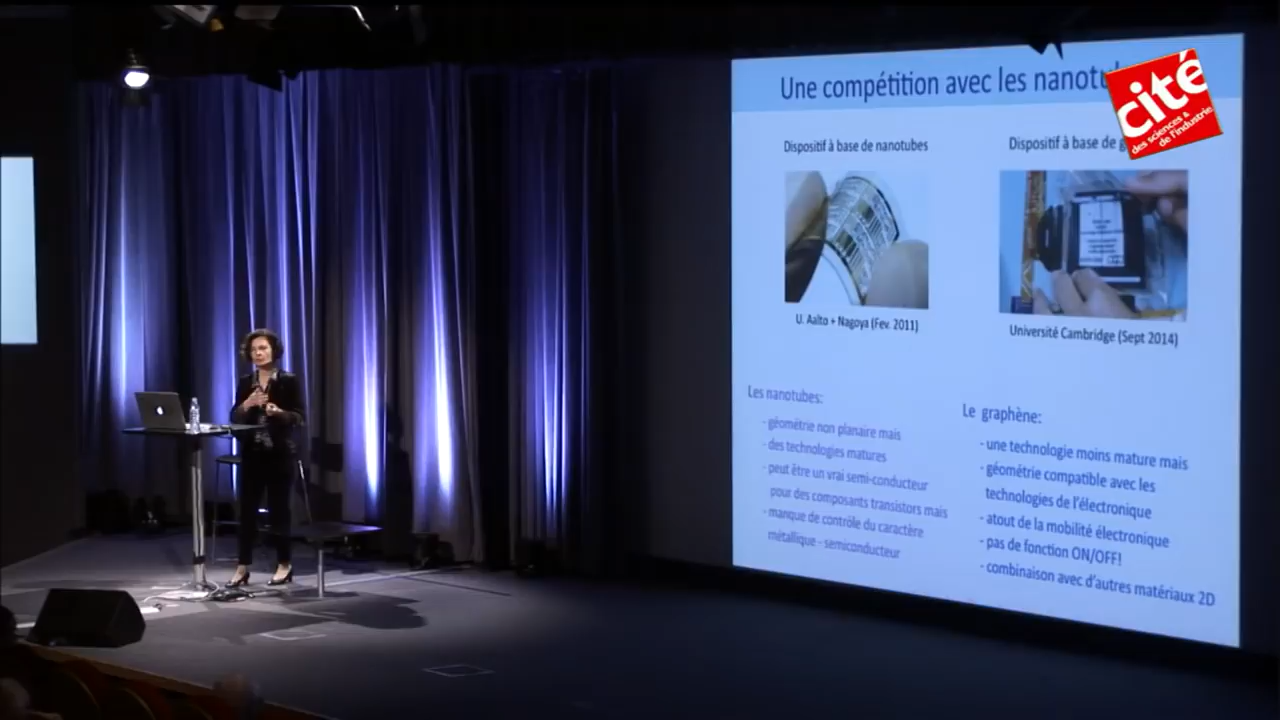 Une compétition avec les
cité
des sciences &
de l'industrie
Dispositif à base de nanotubes
U. Aalto + Nagoya (Fev. 2011)
Dispositif à base de
Université Cambridge (Sept 2014)
Les nanotubes:
- géométrie non planaire mais
- des technologies matures
- peut être un vrai semi-conducteur
pour des composants transistors mais
- manque de contrôle du caractère
métallique - semiconducteur
Le graphène:
- une technologie moins mature mais
- géométrie compatible avec les
technologies de l'électronique
- atout de la mobilité électronique
- pas de fonction ON/OFF!
- combinaison avec d'autres matériaux 2D